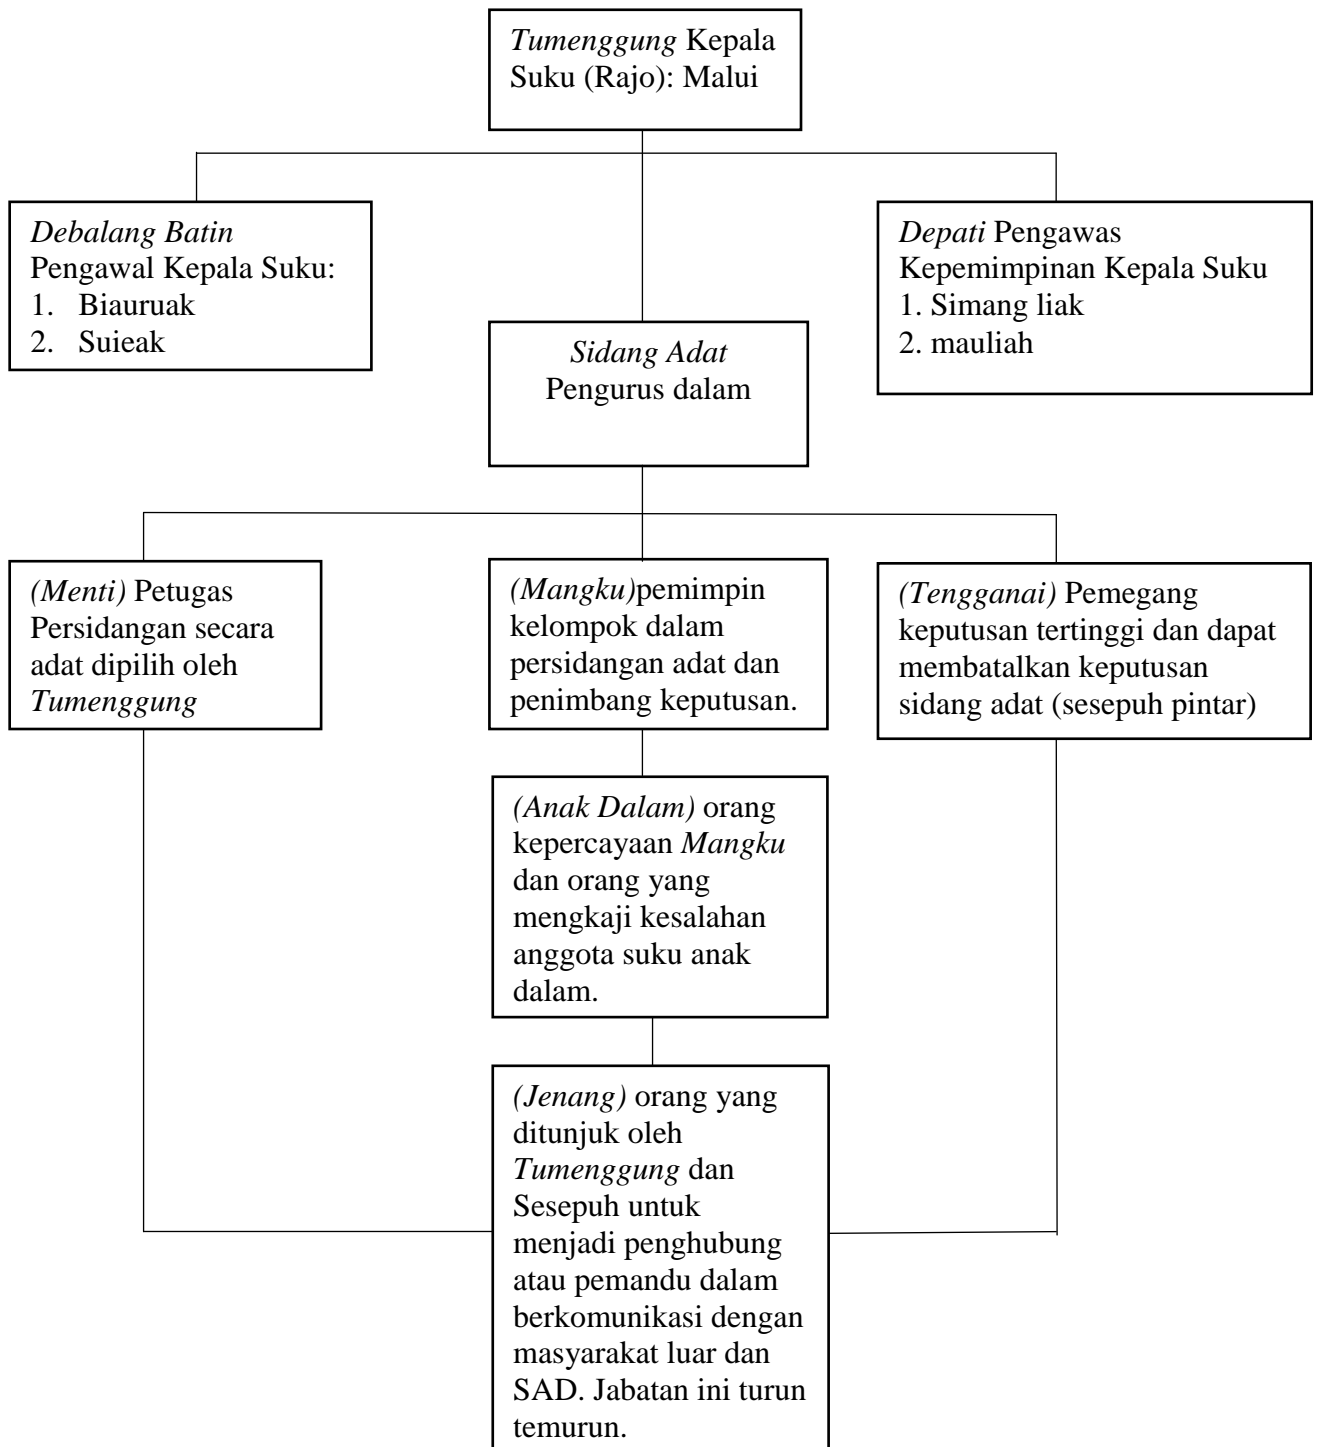 Tumenggung Kepala
Suku (Rajo): Malui
Debalang Batin
Pengawal Kepala Suku:
1. Biauruak
2. Suieak
Depati Pengawas
Kepemimpinan Kepala Suku
1. Simang liak
2. mauliah
Sidang Adat
Pengurus dalam
(Menti) Petugas
Persidangan secara
adat dipilih oleh
Tumenggung
(Mangku)pemimpin
kelompok dalam
persidangan adat dan
penimbang keputusan.
(Tengganai) Pemegang
keputusan tertinggi dan dapat
membatalkan keputusan
sidang adat (sesepuh pintar)
(Anak Dalam) orang
kepercayaan Mangku
dan orang yang
mengkaji kesalahan
anggota suku anak
dalam.
(Jenang) orang yang
ditunjuk oleh
Tumenggung dan
Sesepuh untuk
menjadi penghubung
atau pemandu dalam
berkomunikasi dengan
masyarakat luar dan
SAD. Jabatan ini turun
temurun.